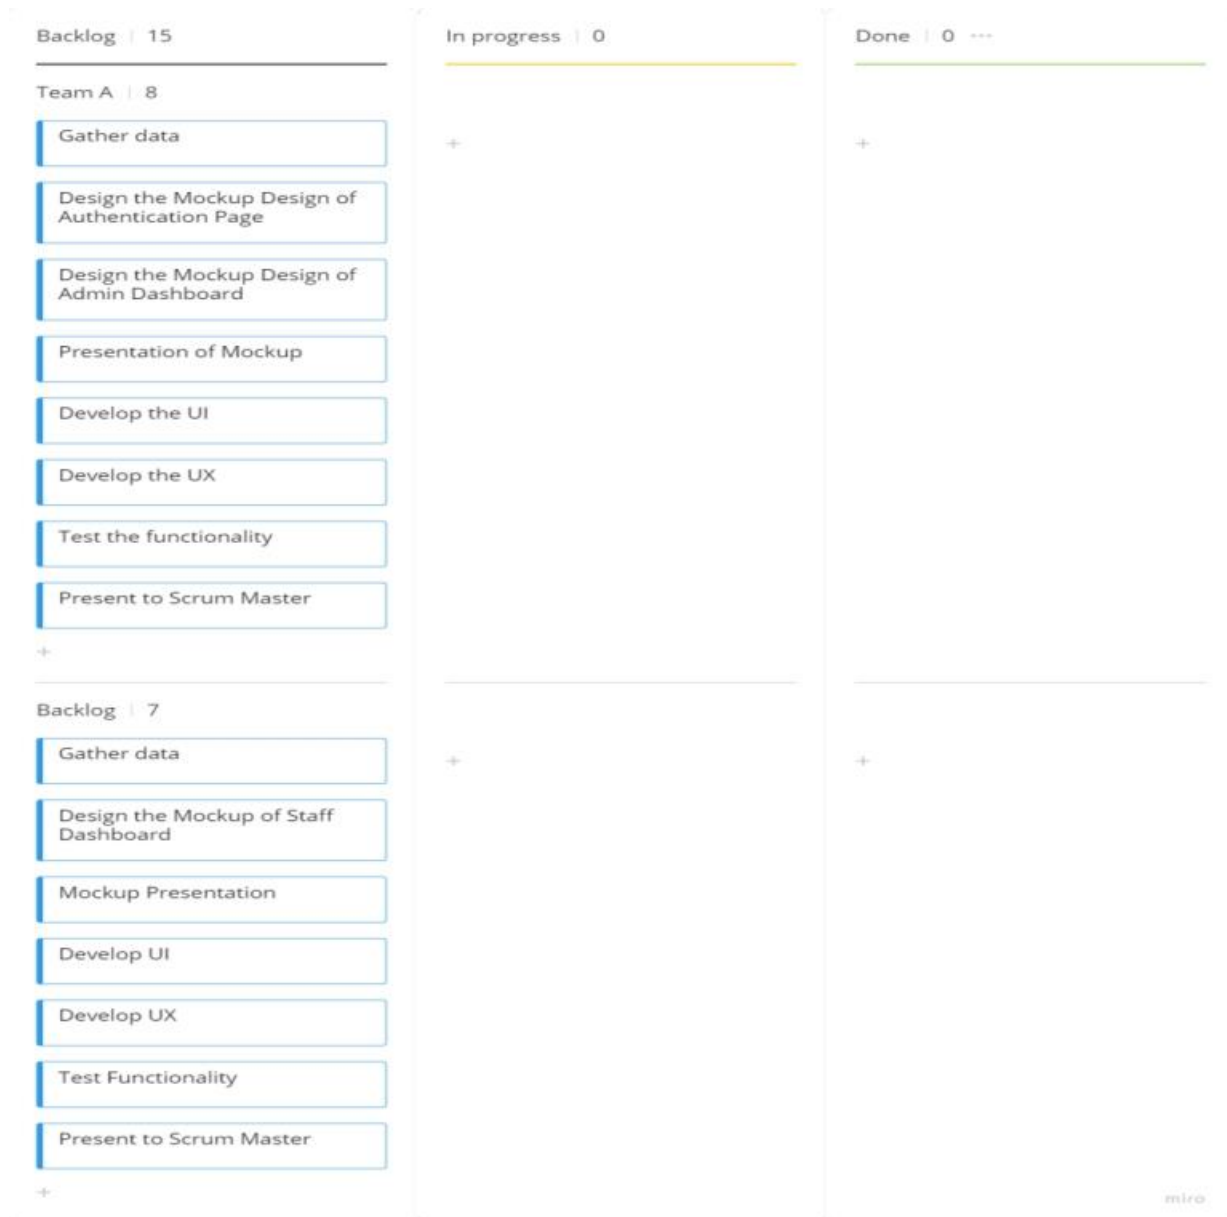 Backlog | 15
In progress | 0
Done | 0 ···
Team A | 8
Gather data
+
+
Design the Mockup Design of
Authentication Page
Design the Mockup Design of
Admin Dashboard
Presentation of Mockup
Develop the UI
Develop the UX
Test the functionality
Present to Scrum Master
+
Backlog | 7
Gather data
+
+
Design the Mockup of Staff
Dashboard
Mockup Presentation
Develop UI
Develop UX
Test Functionality
Present to Scrum Master
+
miro